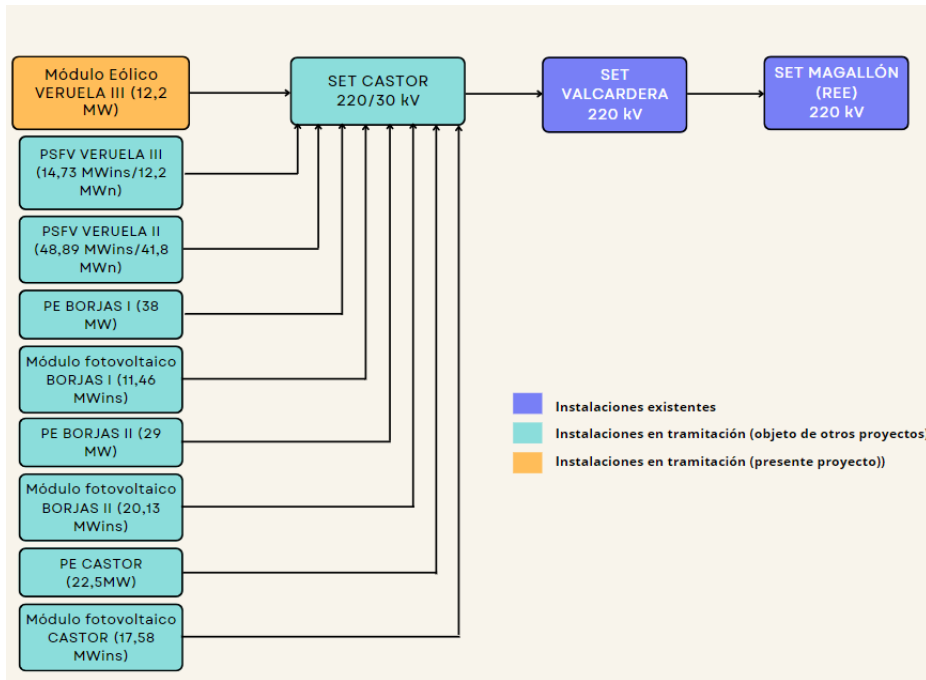 Módulo Eólico
VERUELA III (12,2
MW)
SET CASTOR
220/30 kV
SET
VALCARDERA
220 kV
SET MAGALLÓN
(REE)
220 kV
PSFV VERUELA III
(14,73 MWins/12,2
MWn)
PSFV VERUELA II
(48,89 MWins/41,8
MWn)
PE BORJAS I (38
MW)
Módulo fotovoltaico
BORJAS I (11,46
MWins)
PE BORJAS II (29
MW)
Módulo fotovoltaico
BORJAS II (20,13
MWins)
PE CASTOR
(22,5MW)
Módulo fotovoltaico
CASTOR (17,58
MWins)
Instalaciones existentes
Instalaciones en tramitación (objeto de otros proyectos)
Instalaciones en tramitación (presente proyecto))